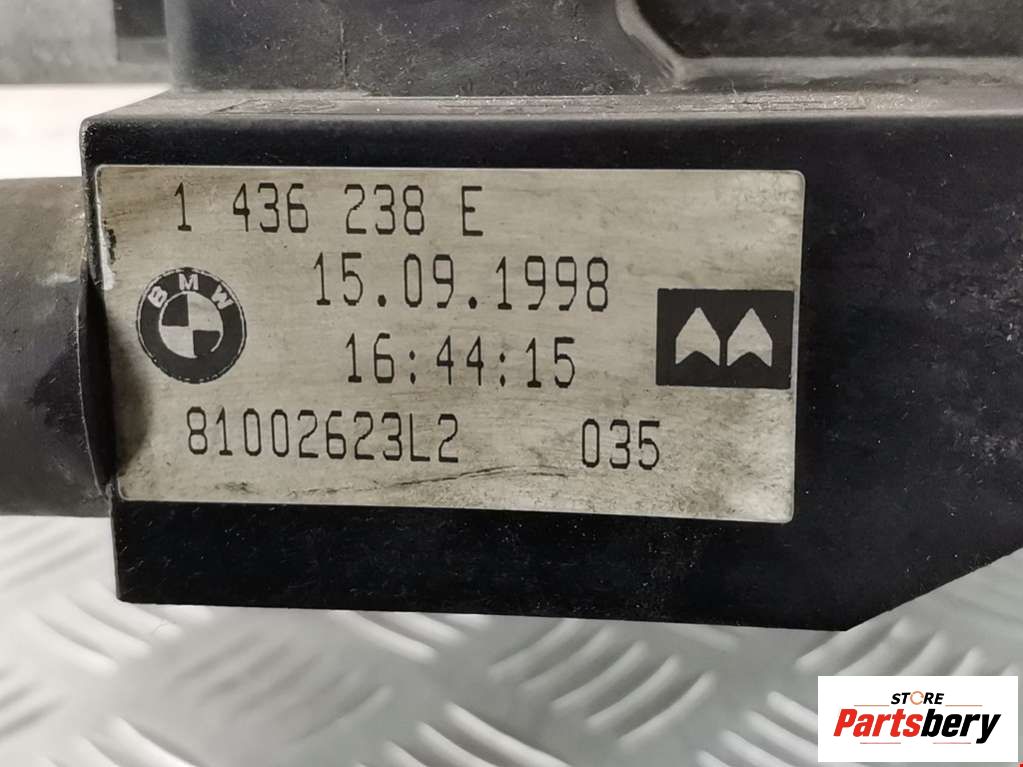 1 436 238 E
15.09.1998
BMW
16:44:15
81002623L2 035
STORE
Partsbery